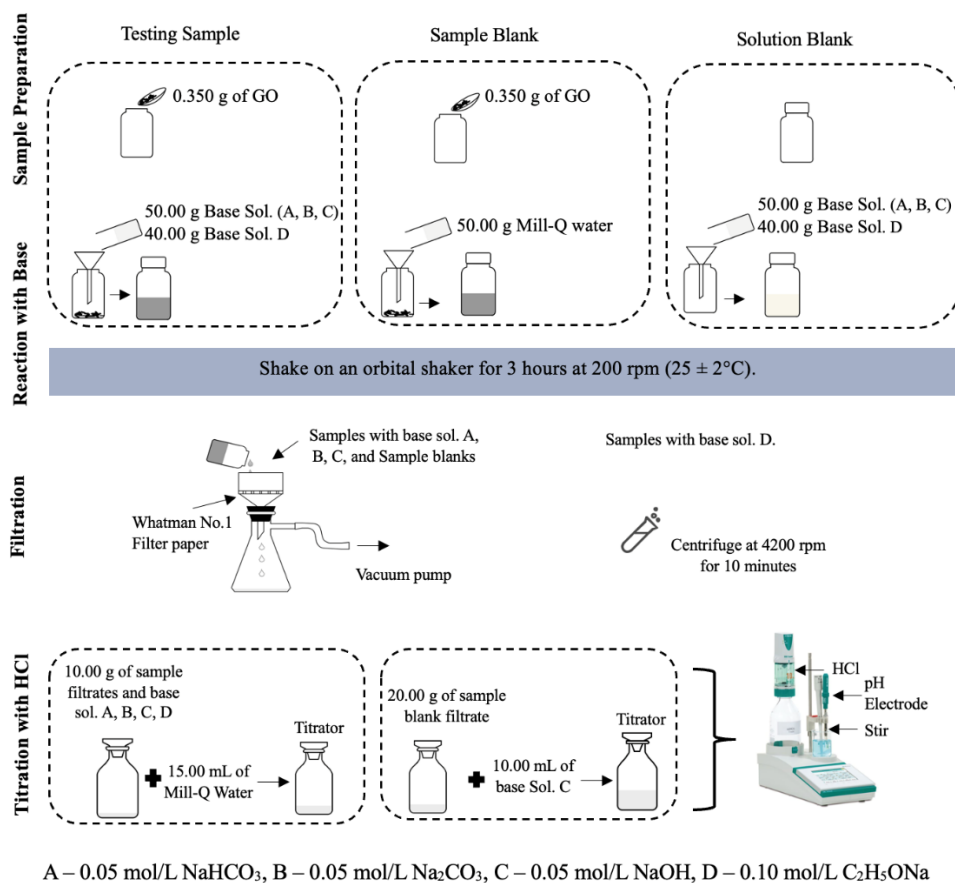 Testing Sample
Sample Blank
Solution Blank
Sample Preparation
0.350 g of GO
0.350 g of GO
Reaction with Base
50.00 g Base Sol. (A, B, C)
40.00 g Base Sol. D
50.00 g Mill-Q water
50.00 g Base Sol. (A, B, C)
40.00 g Base Sol. D
Shake on an orbital shaker for 3 hours at 200 rpm (25 ± 2°C).
Filtration
Samples with base sol. A,
B, C, and Sample blanks
Whatman No.1
Filter paper
Vacuum pump
Samples with base sol. D.
Centrifuge at 4200 rpm
for 10 minutes
Titration with HCl
10.00 g of sample
filtrates and base
sol. A, B, C, D
15.00 mL of
Mill-Q Water
Titrator
20.00 g of sample
blank filtrate
10.00 mL of
base Sol. C
Titrator
HCl
pH
Electrode
Stir
A – 0.05 mol/L NaHCO₃, B – 0.05 mol/L Na₂CO₃, C – 0.05 mol/L NaOH, D – 0.10 mol/L C₂H₅ONa